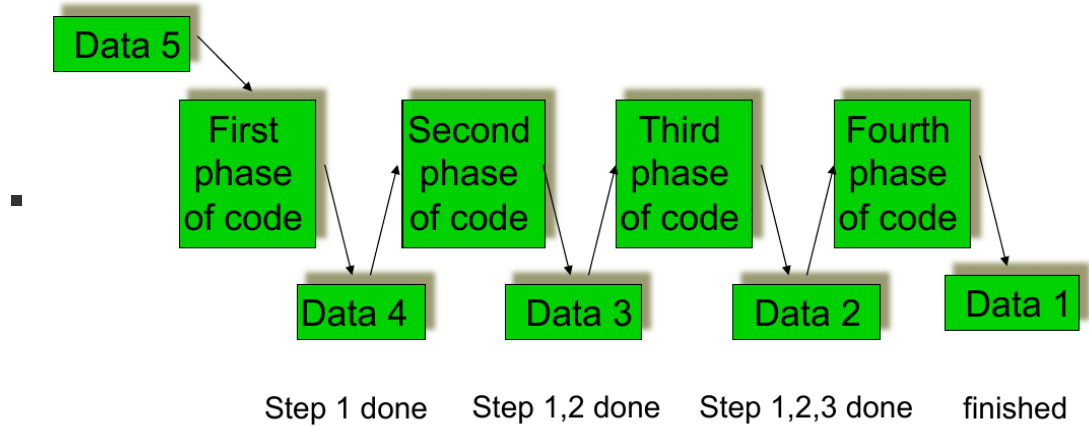 Data 5
First
phase
of code
Second
phase
of code
Third
phase
of code
Fourth
phase
of code
Data 4
Data 3
Data 2
Data 1
Step 1 done
Step 1,2 done
Step 1,2,3 done
finished